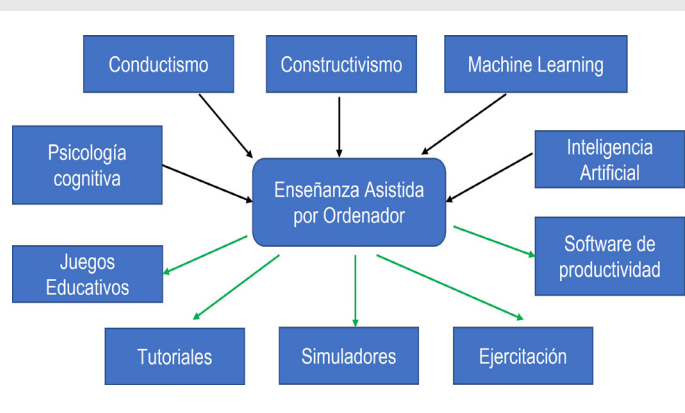 Conductismo
Constructivismo
Machine Learning
Psicología
cognitiva
Inteligencia
Artificial
Enseñanza Asistida
por Ordenador
Juegos
Educativos
Software de
productividad
Tutoriales
Simuladores
Ejercitación